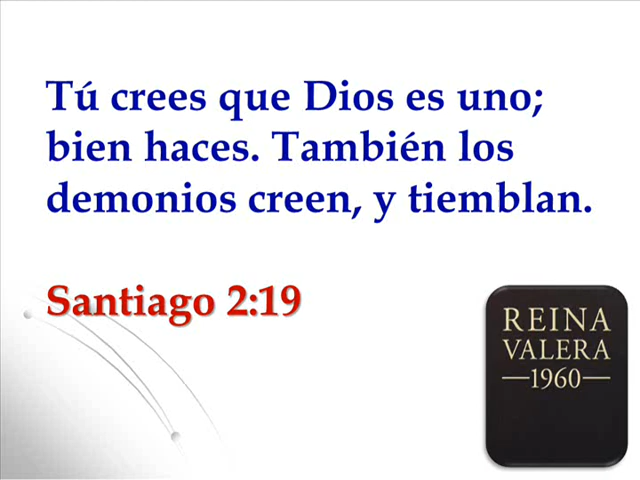 Tú crees que Dios es uno;
bien haces. También los
demonios creen, y tiemblan.
Santiago 2:19
REINA
VALERA
—1960—